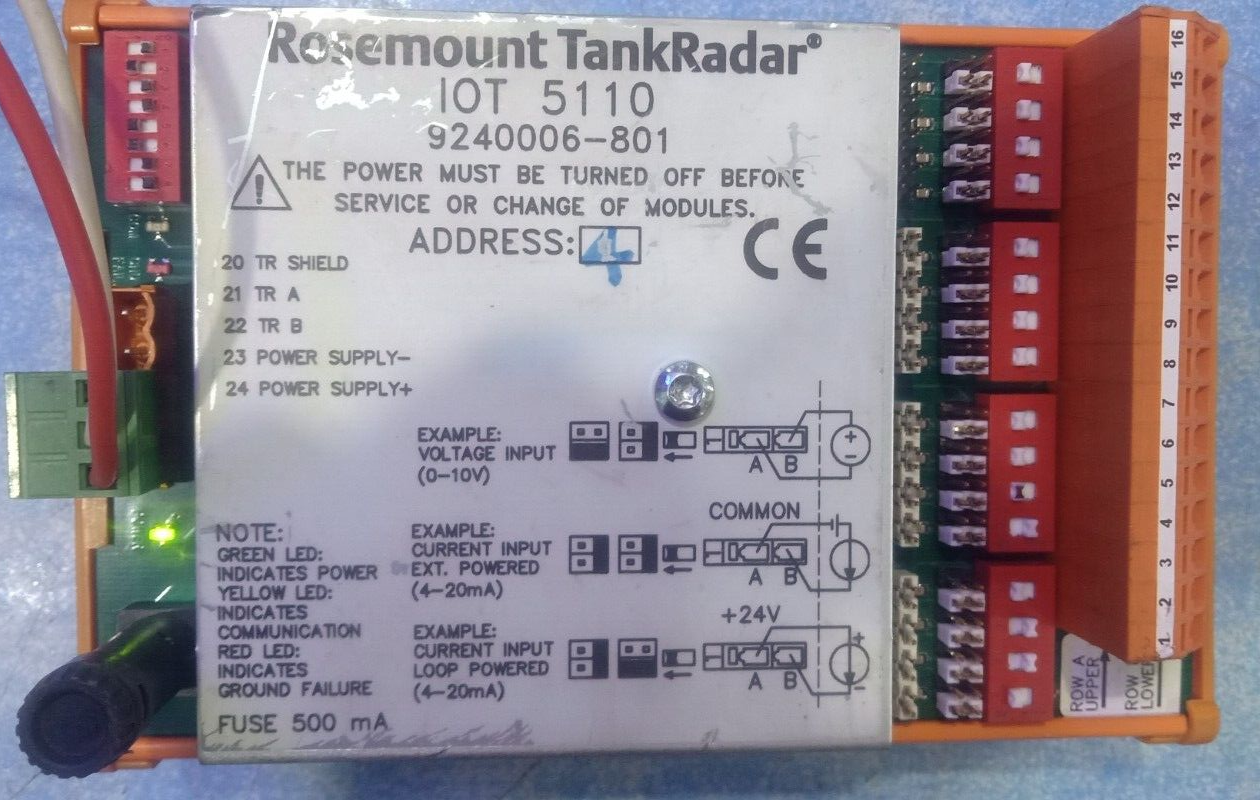 Rosemount TankRadar®
IOT 5110
9240006-801
THE POWER MUST BE TURNED OFF BEFORE
SERVICE OR CHANGE OF MODULES.
ADDRESS: 4
CE
20 TR SHIELD
21 TR A
22 TR B
23 POWER SUPPLY-
24 POWER SUPPLY+
EXAMPLE:
VOLTAGE INPUT
(0-10V)
+
-
A B
COMMON
EXAMPLE:
CURRENT INPUT
EXT. POWERED
(4-20mA)
A B
+24V
EXAMPLE:
CURRENT INPUT
LOOP POWERED
(4-20mA)
+
-
A B
NOTE:
GREEN LED:
INDICATES POWER
YELLOW LED:
INDICATES
COMMUNICATION
RED LED:
INDICATES
GROUND FAILURE
FUSE 500 mA
16
15
14
13
12
11
10
9
8
7
6
5
4
3
2
1
ROW A
UPPER
ROW
LOWER